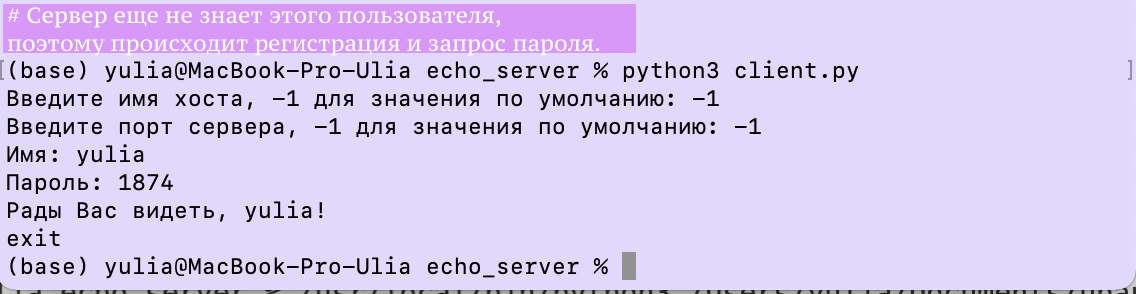 # Сервер еще не знает этого пользователя,
поэтому происходит регистрация и запрос пароля.
[(base) yulia@MacBook-Pro-Ulia echo_server % python3 client.py ]
Введите имя хоста, -1 для значения по умолчанию: -1
Введите порт сервера, -1 для значения по умолчанию: -1
Имя: yulia
Пароль: 1874
Рады Вас видеть, yulia!
exit
(base) yulia@MacBook-Pro-Ulia echo_server %